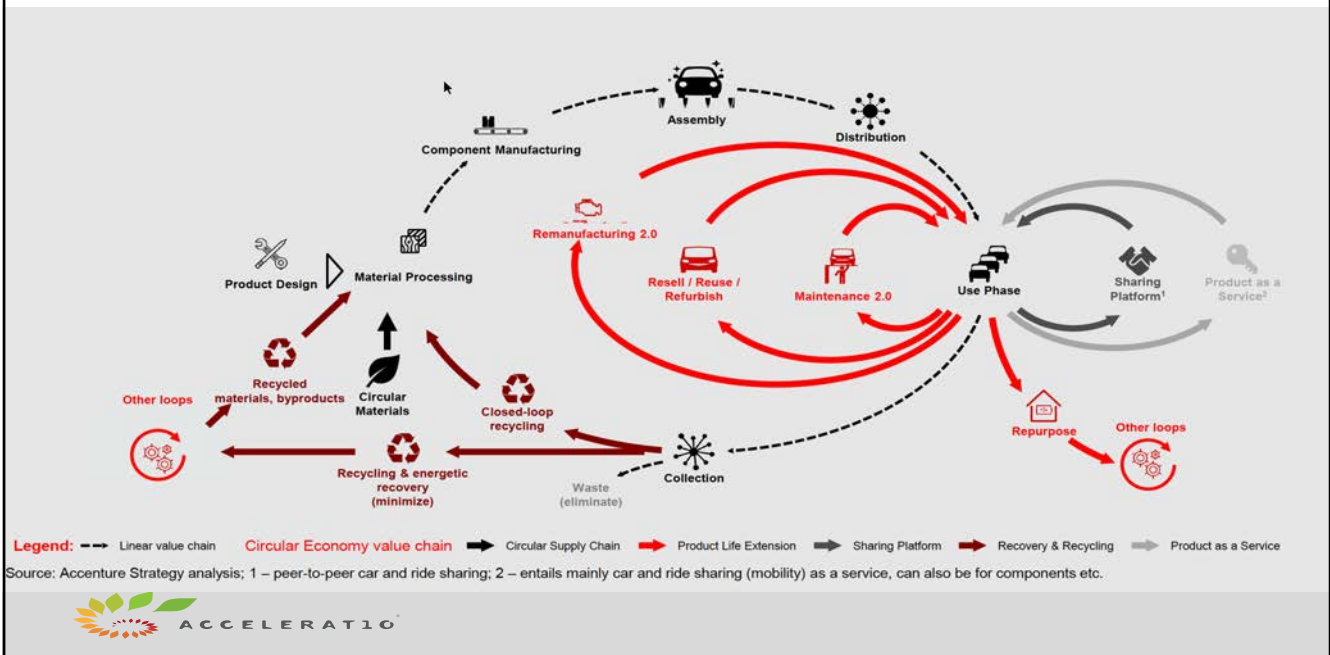 Assembly
Distribution
Component Manufacturing
Remanufacturing 2.0
Product Design
Material Processing
Resell / Reuse /
Refurbish
Maintenance 2.0
Use Phase
Sharing
Platform¹
Product as a
Service²
Recycled
materials, byproducts
Circular
Materials
Other loops
Closed-loop
recycling
Repurpose
Other loops
Recycling & energetic
recovery
(minimize)
Collection
Waste
(eliminate)
Legend: Linear value chain Circular Economy value chain Circular Supply Chain Product Life Extension Sharing Platform Recovery & Recycling Product as a Service
Source: Accenture Strategy analysis; 1 – peer-to-peer car and ride sharing; 2 – entails mainly car and ride sharing (mobility) as a service, can also be for components etc.
ACCELERAT10